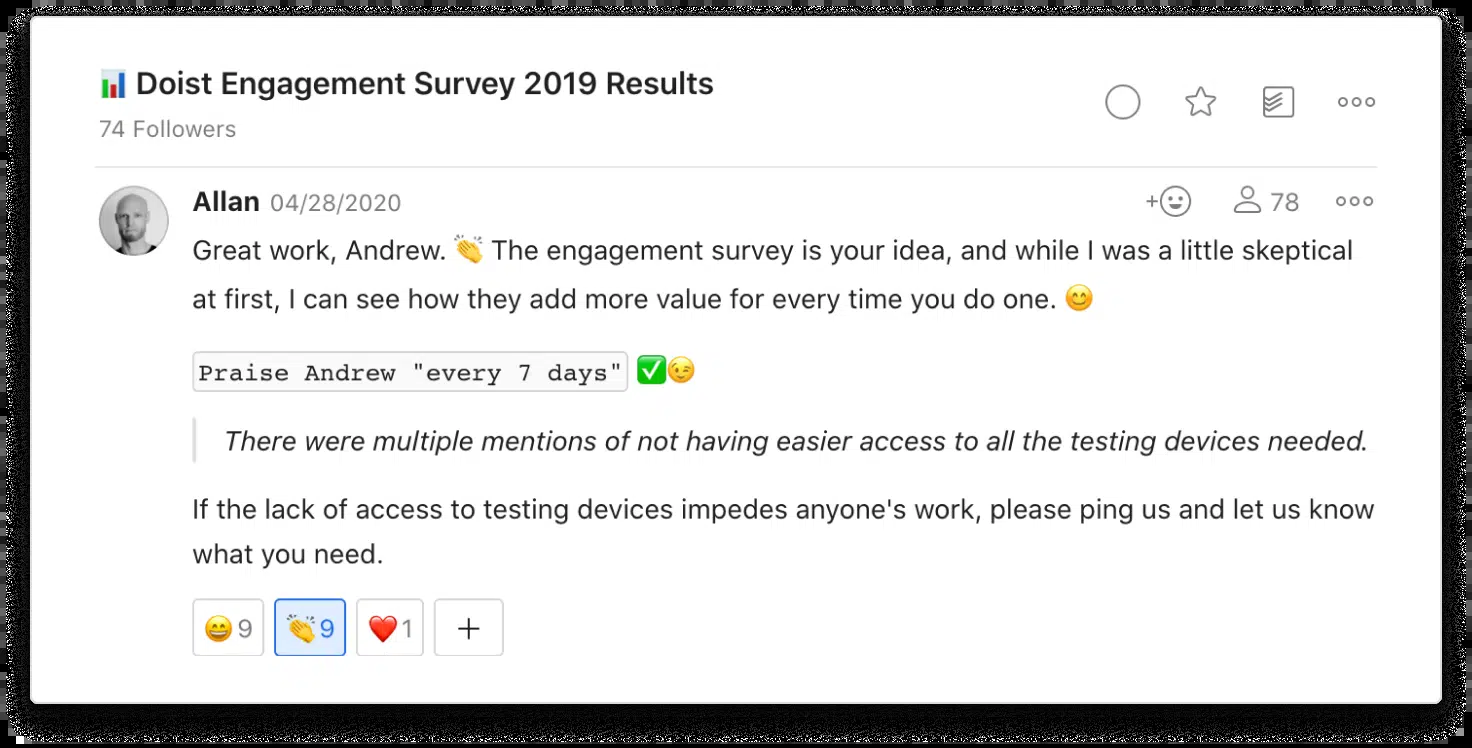 📊 Doist Engagement Survey 2019 Results
74 Followers
Allan 04/28/2020
78
Great work, Andrew. 👏 The engagement survey is your idea, and while I was a little skeptical
at first, I can see how they add more value for every time you do one. 😊
Praise Andrew "every 7 days" ✅😉
There were multiple mentions of not having easier access to all the testing devices needed.
If the lack of access to testing devices impedes anyone's work, please ping us and let us know
what you need.
😄 9 👏 9 ❤️ 1 +